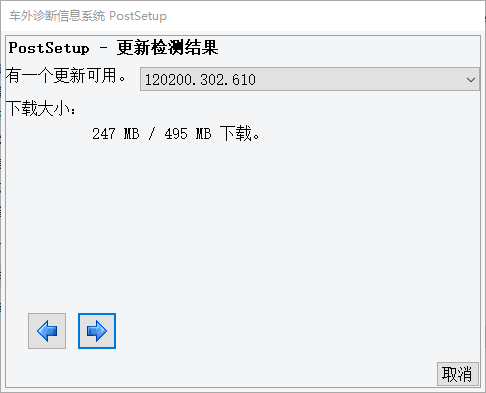 车外诊断信息系统 PostSetup
PostSetup - 更新检测结果
有一个更新可用。 120200.302.610
下载大小:
247 MB / 495 MB 下载。
取消